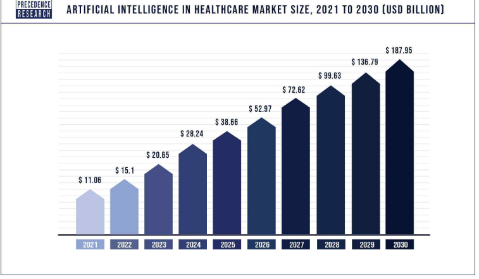 PRECEDENCE
RESEARCH
ARTIFICIAL INTELLIGENCE IN HEALTHCARE MARKET SIZE, 2021 TO 2030 (USD BILLION)
$ 11.06
$ 15.1
$ 20.65
$ 28.24
$ 38.66
$ 52.97
$ 72.62
$ 99.63
$ 136.79
$ 187.95
2021 2022 2023 2024 2025 2026 2027 2028 2029 2030